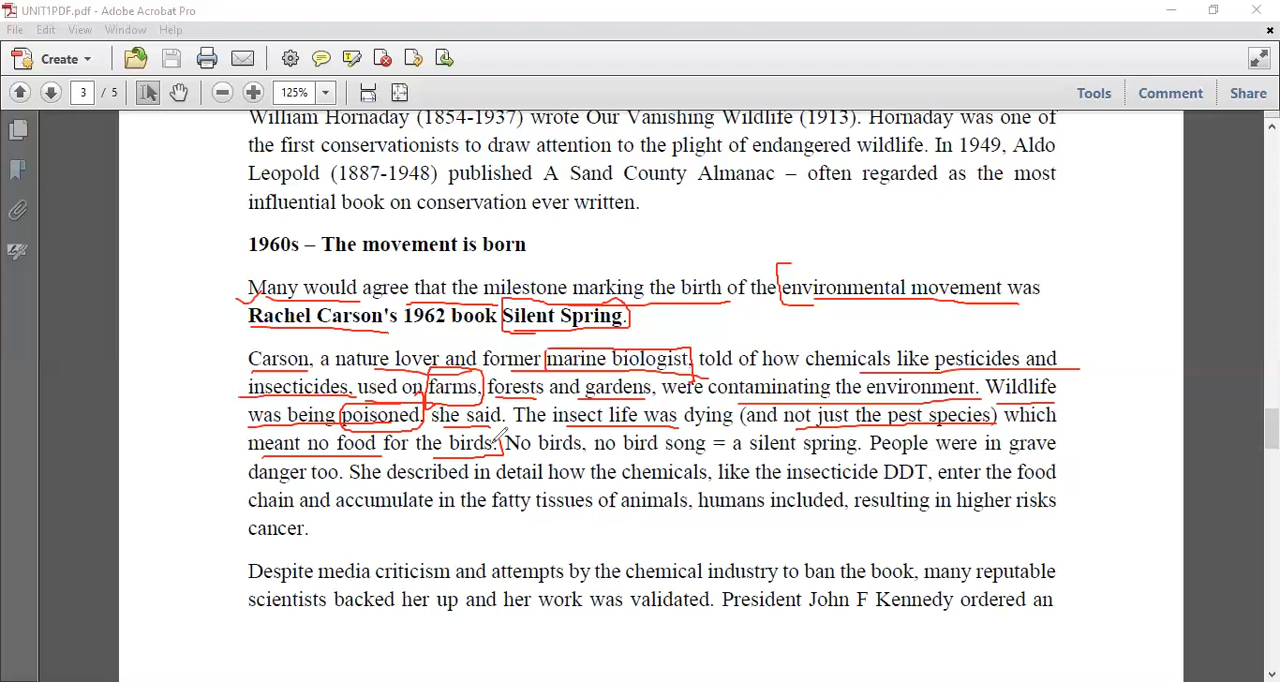 UNIT1PDF.pdf - Adobe Acrobat Pro
File Edit View Window Help
Create
3 / 5 125% Tools Comment Share
William Hornaday (1854-1937) wrote Our Vanishing Wildlife (1913). Hornaday was one of
the first conservationists to draw attention to the plight of endangered wildlife. In 1949, Aldo
Leopold (1887-1948) published A Sand County Almanac – often regarded as the most
influential book on conservation ever written.
1960s – The movement is born
Many would agree that the milestone marking the birth of the environmental movement was
Rachel Carson's 1962 book Silent Spring.
Carson, a nature lover and former marine biologist, told of how chemicals like pesticides and
insecticides, used on farms, forests and gardens, were contaminating the environment. Wildlife
was being poisoned, she said. The insect life was dying (and not just the pest species) which
meant no food for the birds. No birds, no bird song = a silent spring. People were in grave
danger too. She described in detail how the chemicals, like the insecticide DDT, enter the food
chain and accumulate in the fatty tissues of animals, humans included, resulting in higher risks
cancer.
Despite media criticism and attempts by the chemical industry to ban the book, many reputable
scientists backed her up and her work was validated. President John F Kennedy ordered an